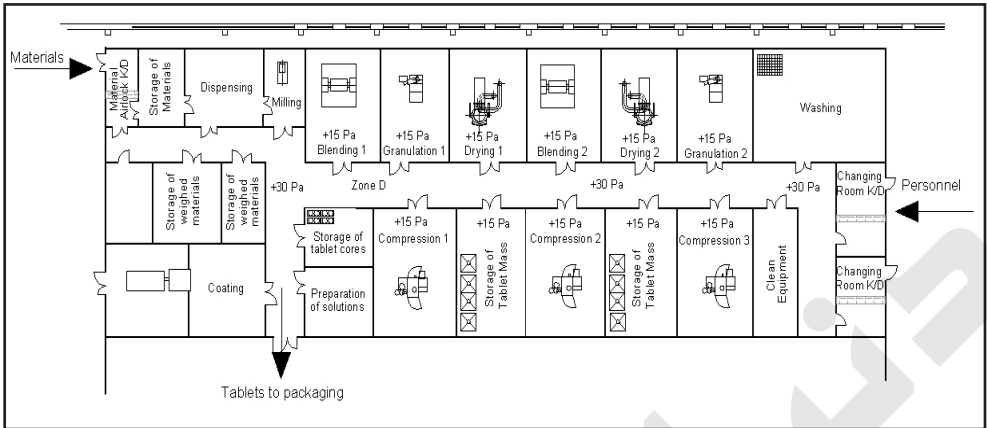 Materials
Material
Airlock K/D
Storage of
Materials
Dispensing
Milling
+15 Pa
Blending 1
+15 Pa
Granulation 1
+15 Pa
Drying 1
+15 Pa
Blending 2
+15 Pa
Drying 2
+15 Pa
Granulation 2
Washing
Storage of
weighed
materials
Storage of
weighed
materials
+30 Pa
Zone D
+30 Pa
+30 Pa
Changing
Room K/D
Personnel
Storage of
tablet cores
+15 Pa
Compression 1
+15 Pa
Storage of
Tablet Mass
+15 Pa
Compression 2
+15 Pa
Storage of
Tablet Mass
+15 Pa
Compression 3
Clean
Equipment
Changing
Room K/D
Coating
Preparation
of solutions
Tablets to packaging